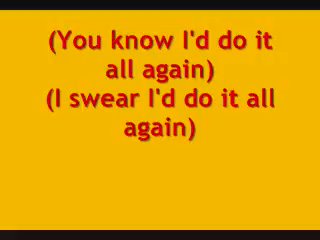 (You know I'd do it
all again)
(I swear I'd do it all
again)